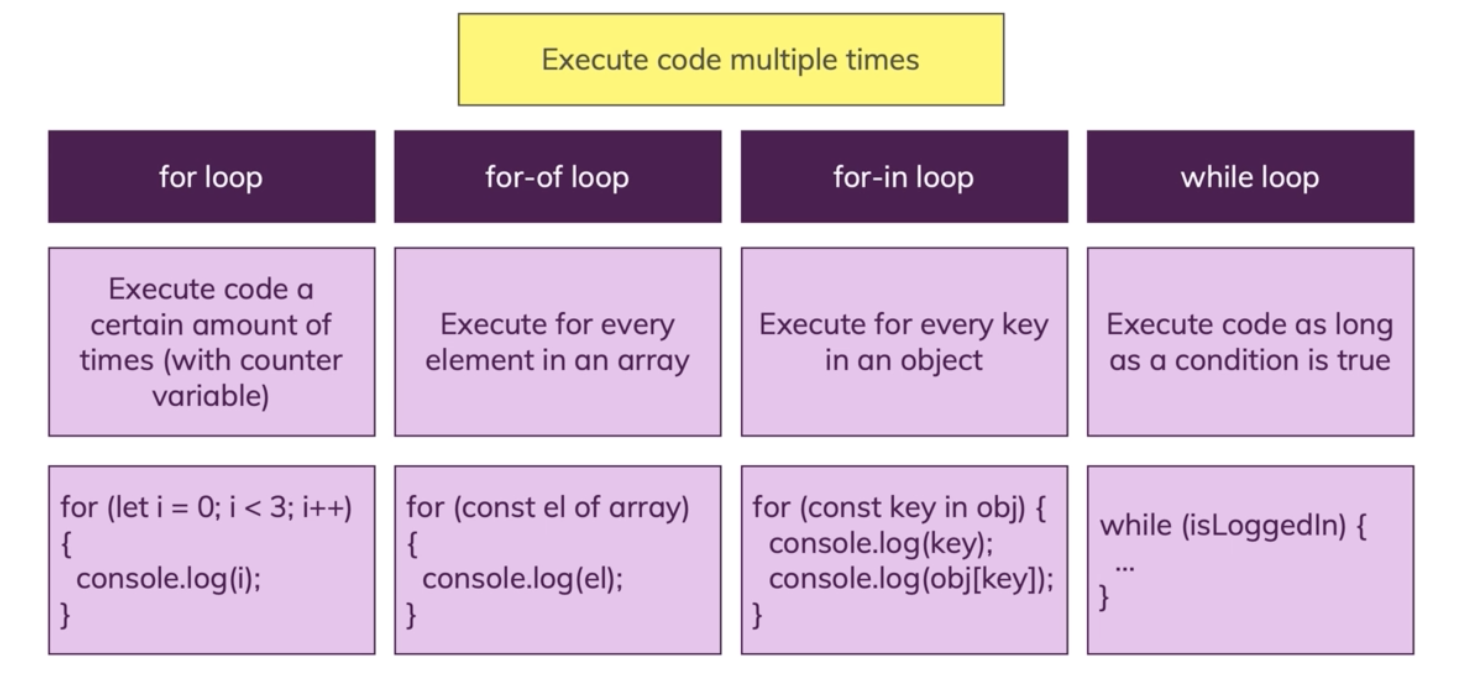 Execute code multiple times
for loop
for-of loop
for-in loop
while loop
Execute code a
certain amount of
times (with counter
variable)
Execute for every
element in an array
Execute for every key
in an object
Execute code as long
as a condition is true
for (let i = 0; i < 3; i++)
{
console.log(i);
}
for (const el of array)
{
console.log(el);
}
for (const key in obj) {
console.log(key);
console.log(obj[key]);
}
while (isLoggedIn) {
...
}